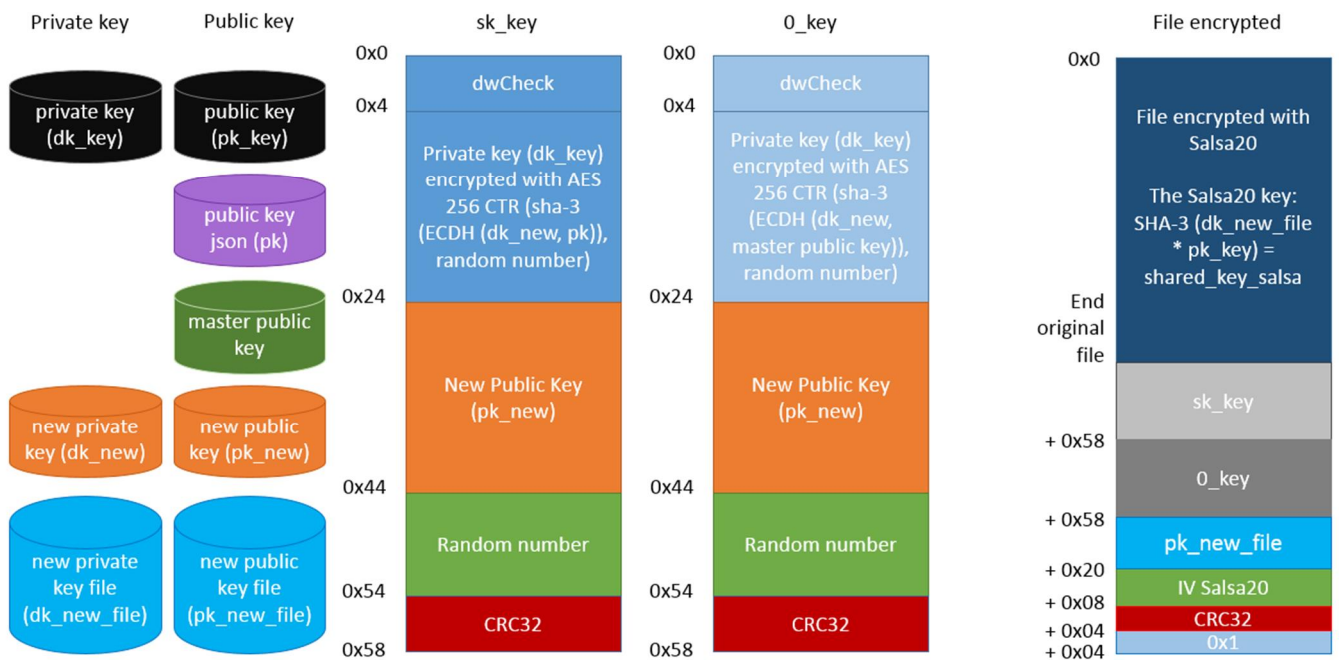 Private key
Public key
sk_key
0_key
File encrypted
private key
(dk_key)
public key
(pk_key)
public key
json (pk)
master public
key
new private
key (dk_new)
new public
key (pk_new)
new private
key file
(dk_new_file)
new public
key file
(pk_new_file)
0x0
0x4
0x24
0x44
0x54
0x58
dwCheck
Private key (dk_key)
encrypted with AES
256 CTR (sha-3
(ECDH (dk_new, pk)),
random number)
New Public Key
(pk_new)
Random number
CRC32
0x0
0x4
0x24
0x44
0x54
0x58
dwCheck
Private key (dk_key)
encrypted with AES
256 CTR (sha-3
(ECDH (dk_new,
master public key)),
random number)
New Public Key
(pk_new)
Random number
CRC32
0x0
End
original
file
+ 0x58
+ 0x58
+ 0x20
+ 0x08
+ 0x04
+ 0x04
File encrypted with
Salsa20
The Salsa20 key:
SHA-3 (dk_new_file
* pk_key) =
shared_key_salsa
sk_key
0_key
pk_new_file
IV Salsa20
CRC32
0x1